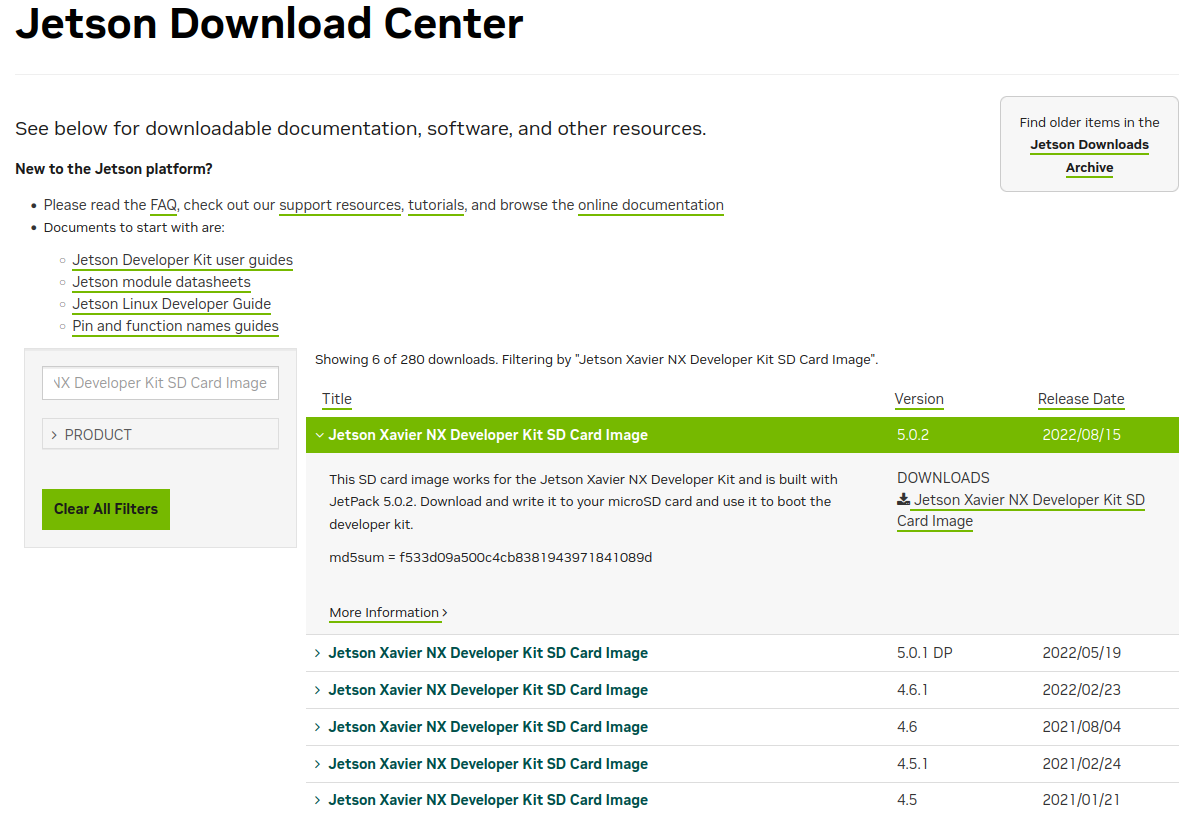 Jetson Download Center
See below for downloadable documentation, software, and other resources.
Find older items in the
Jetson Downloads
Archive
New to the Jetson platform?
• Please read the FAQ, check out our support resources, tutorials, and browse the online documentation
• Documents to start with are:
○ Jetson Developer Kit user guides
○ Jetson module datasheets
○ Jetson Linux Developer Guide
○ Pin and function names guides
NX Developer Kit SD Card Image
> PRODUCT
Clear All Filters
Showing 6 of 280 downloads. Filtering by "Jetson Xavier NX Developer Kit SD Card Image".
Title Version Release Date
Jetson Xavier NX Developer Kit SD Card Image 5.0.2 2022/08/15
This SD card image works for the Jetson Xavier NX Developer Kit and is built with
JetPack 5.0.2. Download and write it to your microSD card and use it to boot the
developer kit.
md5sum = f533d09a500c4cb8381943971841089d
More Information >
DOWNLOADS
Jetson Xavier NX Developer Kit SD
Card Image
> Jetson Xavier NX Developer Kit SD Card Image 5.0.1 DP 2022/05/19
> Jetson Xavier NX Developer Kit SD Card Image 4.6.1 2022/02/23
> Jetson Xavier NX Developer Kit SD Card Image 4.6 2021/08/04
> Jetson Xavier NX Developer Kit SD Card Image 4.5.1 2021/02/24
> Jetson Xavier NX Developer Kit SD Card Image 4.5 2021/01/21